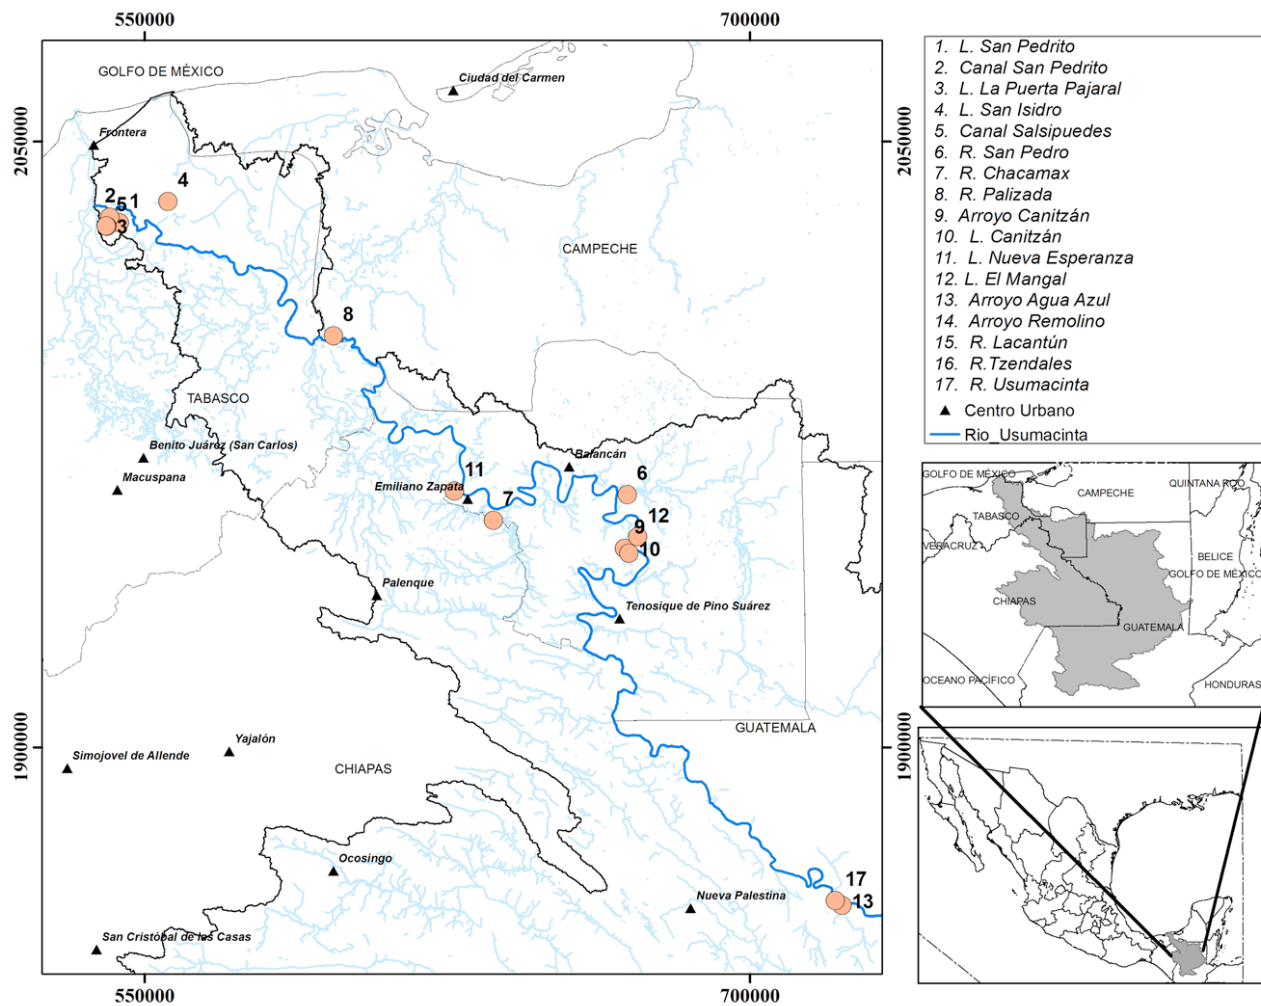 550000
700000
GOLFO DE MÉXICO
Ciudad del Carmen
2050000
2050000
Frontera
4
2
5
1
3
CAMPECHE
8
TABASCO
Benito Juárez (San Carlos)
Macuspana
Balancán
11
6
Emiliano Zapata
7
12
9
10
Palenque
Tenosique de Pino Suárez
GUATEMALA
1900000
1900000
Yajalón
Simojovel de Allende
CHIAPAS
Ocosingo
17
Nueva Palestina
13
San Cristóbal de las Casas
550000
700000
1. L. San Pedrito
2. Canal San Pedrito
3. L. La Puerta Pajaral
4. L. San Isidro
5. Canal Salsipuedes
6. R. San Pedro
7. R. Chacamax
8. R. Palizada
9. Arroyo Canitzán
10. L. Canitzán
11. L. Nueva Esperanza
12. L. El Mangal
13. Arroyo Agua Azul
14. Arroyo Remolino
15. R. Lacantún
16. R.Tzendales
17. R. Usumacinta
Centro Urbano
Rio_Usumacinta
GOLFO DE MÉXICO
QUINTANA ROO
CAMPECHE
TABASCO
VERACRUZ
BELICE
GOLFO DE MÉXICO
CHIAPAS
GUATEMALA
OCEANO PACÍFICO
HONDURAS